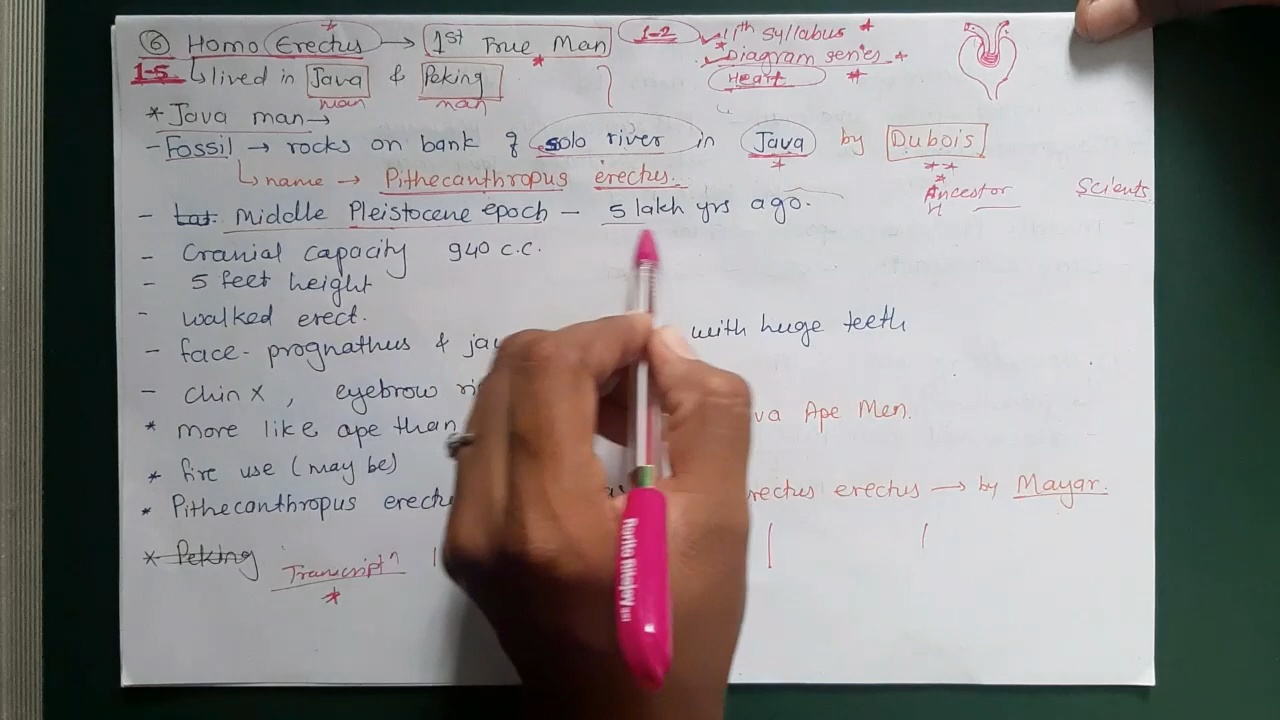 ⑥ Homo Erectus → 1st True Man
1-2 11th syllabus *
Diagram series *
Heart *
1-5 lived in Java & Peking
man man
* Java man →
- Fossil → rocks on bank of solo river in Java by Dubois
name → Pithecanthropus erectus.
Ancestor Scients
- Lat. Middle Pleistocene epoch – 5 lakh yrs ago.
- Cranial capacity 940 c.c.
- 5 feet height
- walked erect.
- face - prognathus & with huge teeth
- chin x, eyebrow
* more like ape than Ape Men.
* fire use (may be)
* Pithecanthropus erectus → by Mayar.
* Peking
Transcriptn
*
Rorito Ritejoy